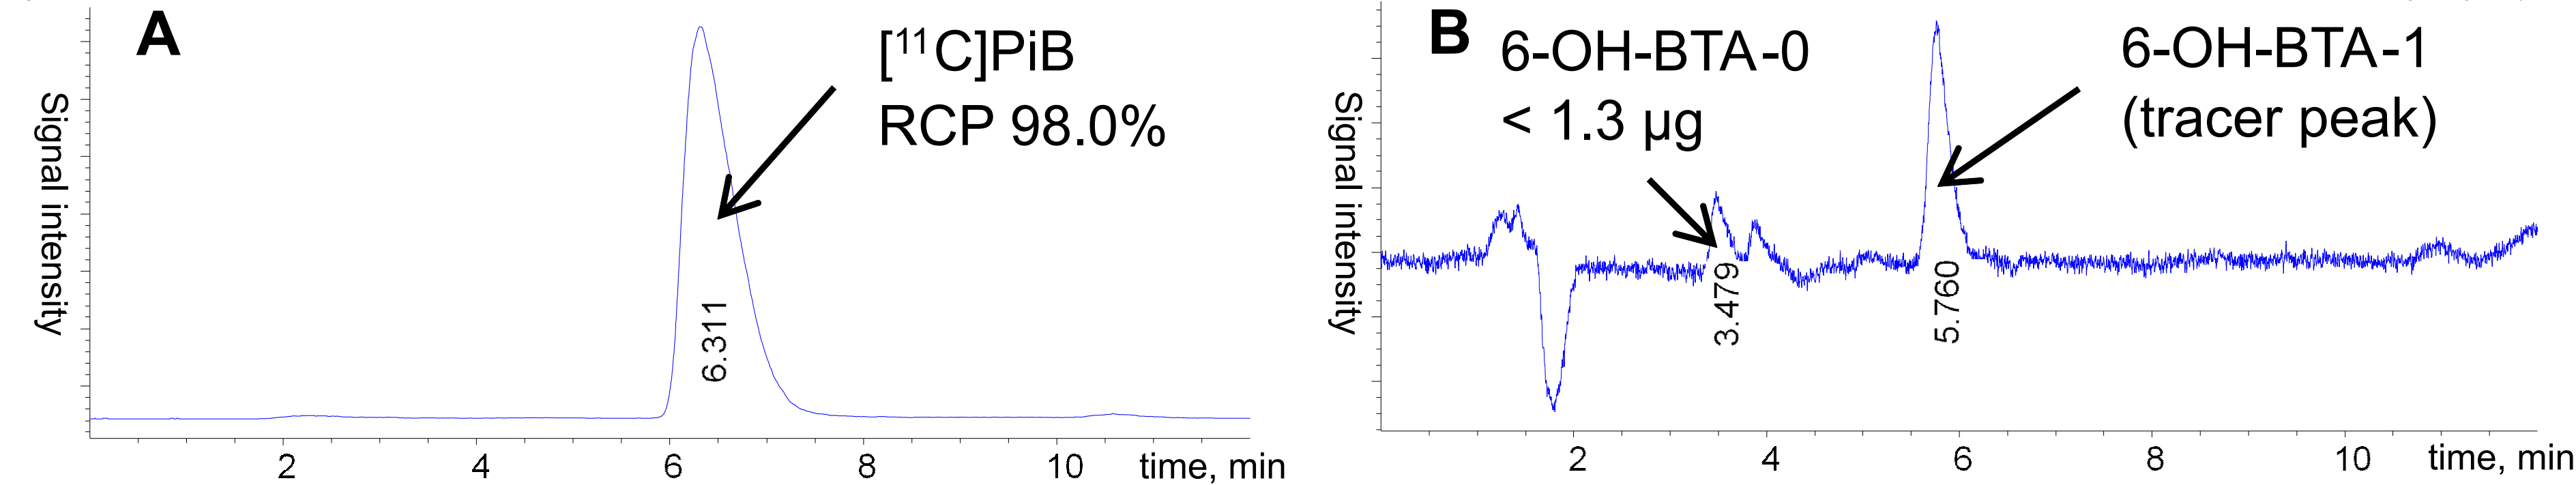 A
[¹¹C]PiB
RCP 98.0%
Signal intensity
6.311
2 4 6 8 10 time, min
B
6-OH-BTA-0
< 1.3 µg
6-OH-BTA-1
(tracer peak)
Signal intensity
3.479
5.760
2 4 6 8 10 time, min